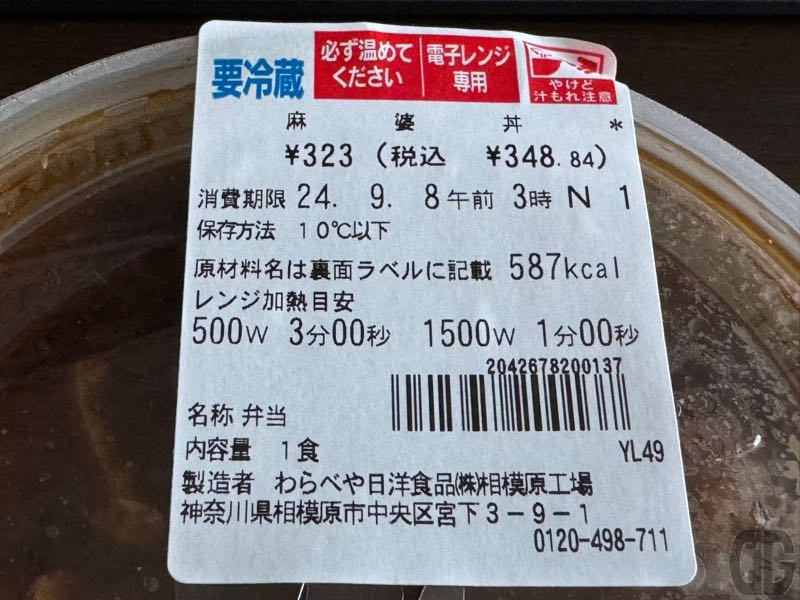 要冷蔵
必ず温めて
ください
電子レンジ
専用
やけど
汁もれ注意
麻婆丼 *
¥323 (税込 ¥348.84)
消費期限 24. 9. 8午前 3時 N 1
保存方法 10℃以下
原材料名は裏面ラベルに記載 587kcal
レンジ加熱目安
500W 3分00秒 1500W 1分00秒
2042678200137
名称 弁当
内容量 1食 YL49
製造者 わらべや日洋食品㈱相模原工場
神奈川県相模原市中央区宮下3-9-1
0120-498-711